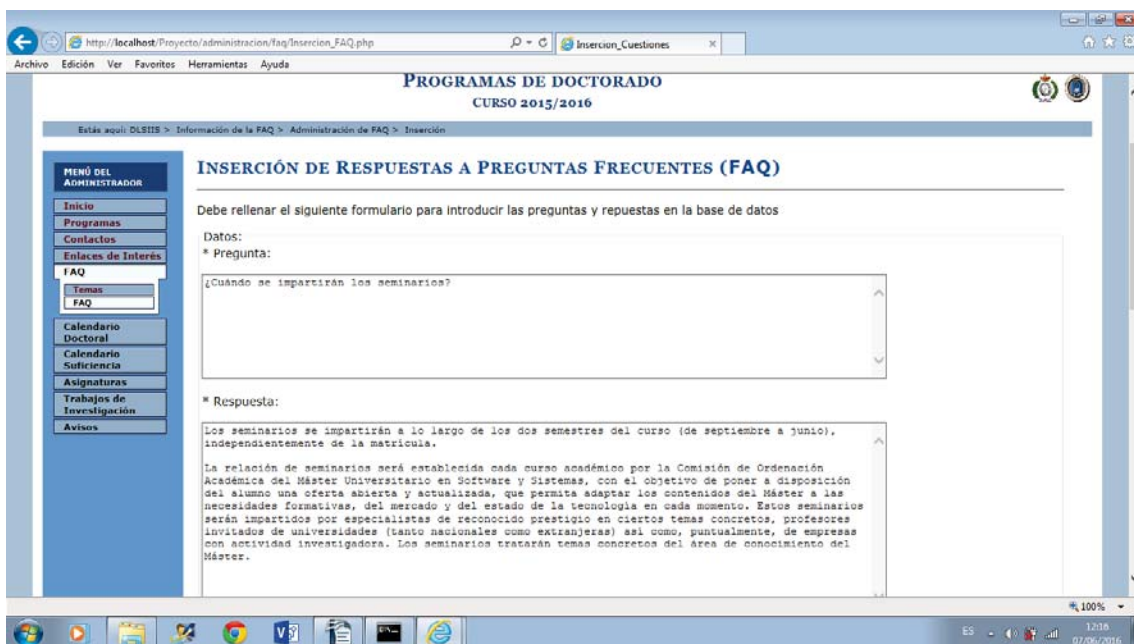 http://localhost/Proyecto/administracion/faq/Insercion_FAQ.php
Insercion_Cuestiones
Archivo Edición Ver Favoritos Herramientas Ayuda
PROGRAMAS DE DOCTORADO
CURSO 2015/2016
Estás aquí: DLSIIS > Información de la FAQ > Administración de FAQ > Inserción
MENÚ DEL
ADMINISTRADOR
Inicio
Programas
Contactos
Enlaces de Interés
FAQ
Temas
FAQ
Calendario
Doctoral
Calendario
Suficiencia
Asignaturas
Trabajos de
Investigación
Avisos
INSERCIÓN DE RESPUESTAS A PREGUNTAS FRECUENTES (FAQ)
Debe rellenar el siguiente formulario para introducir las preguntas y repuestas en la base de datos
Datos:
* Pregunta:
¿Cuándo se impartirán los seminarios?
* Respuesta:
Los seminarios se impartirán a lo largo de los dos semestres del curso (de septiembre a junio),
independientemente de la matrícula.
La relación de seminarios será establecida cada curso académico por la Comisión de Ordenación
Académica del Máster Universitario en Software y Sistemas, con el objetivo de poner a disposición
del alumno una oferta abierta y actualizada, que permita adaptar los contenidos del Máster a las
necesidades formativas, del mercado y del estado de la tecnología en cada momento. Estos seminarios
serán impartidos por especialistas de reconocido prestigio en ciertos temas concretos, profesores
invitados de universidades (tanto nacionales como extranjeras) así como, puntualmente, de empresas
con actividad investigadora. Los seminarios tratarán temas concretos del área de conocimiento del
Máster.
100%
ES
12:16
07/06/2016